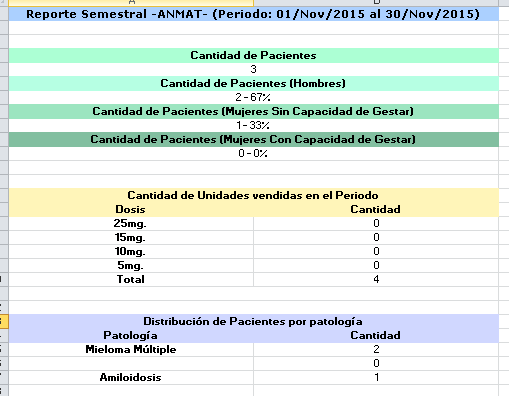 Reporte Semestral -ANMAT- (Periodo: 01/Nov/2015 al 30/Nov/2015)
Cantidad de Pacientes
3
Cantidad de Pacientes (Hombres)
2 - 67%
Cantidad de Pacientes (Mujeres Sin Capacidad de Gestar)
1 - 33%
Cantidad de Pacientes (Mujeres Con Capacidad de Gestar)
0 - 0%
Cantidad de Unidades vendidas en el Periodo
Dosis Cantidad
25mg. 0
15mg. 0
10mg. 0
5mg. 0
Total 4
Distribución de Pacientes por patología
Patología Cantidad
Mieloma Múltiple 2
0
Amiloidosis 1